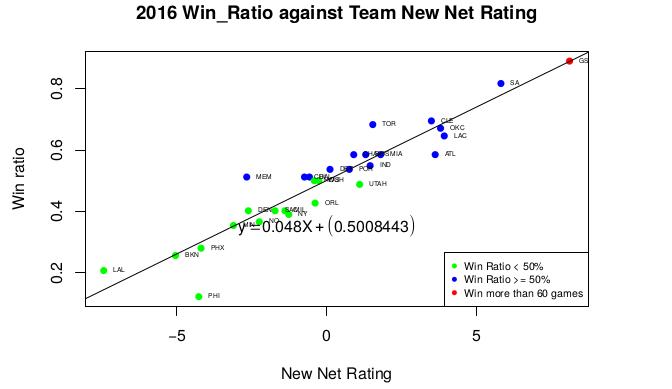 2016 Win_Ratio against Team New Net Rating
Win ratio
0.8
0.6
0.4
0.2
GS
SA
TOR
CLE
OKC
LAC
MIA
ATL
IND
MEM
UTAH
ORL
DEN
NY
NO
y=0.048X+(0.5008443)
PHX
BKN
LAL
PHI
Win Ratio < 50%
Win Ratio >= 50%
Win more than 60 games
−5
0
5
New Net Rating